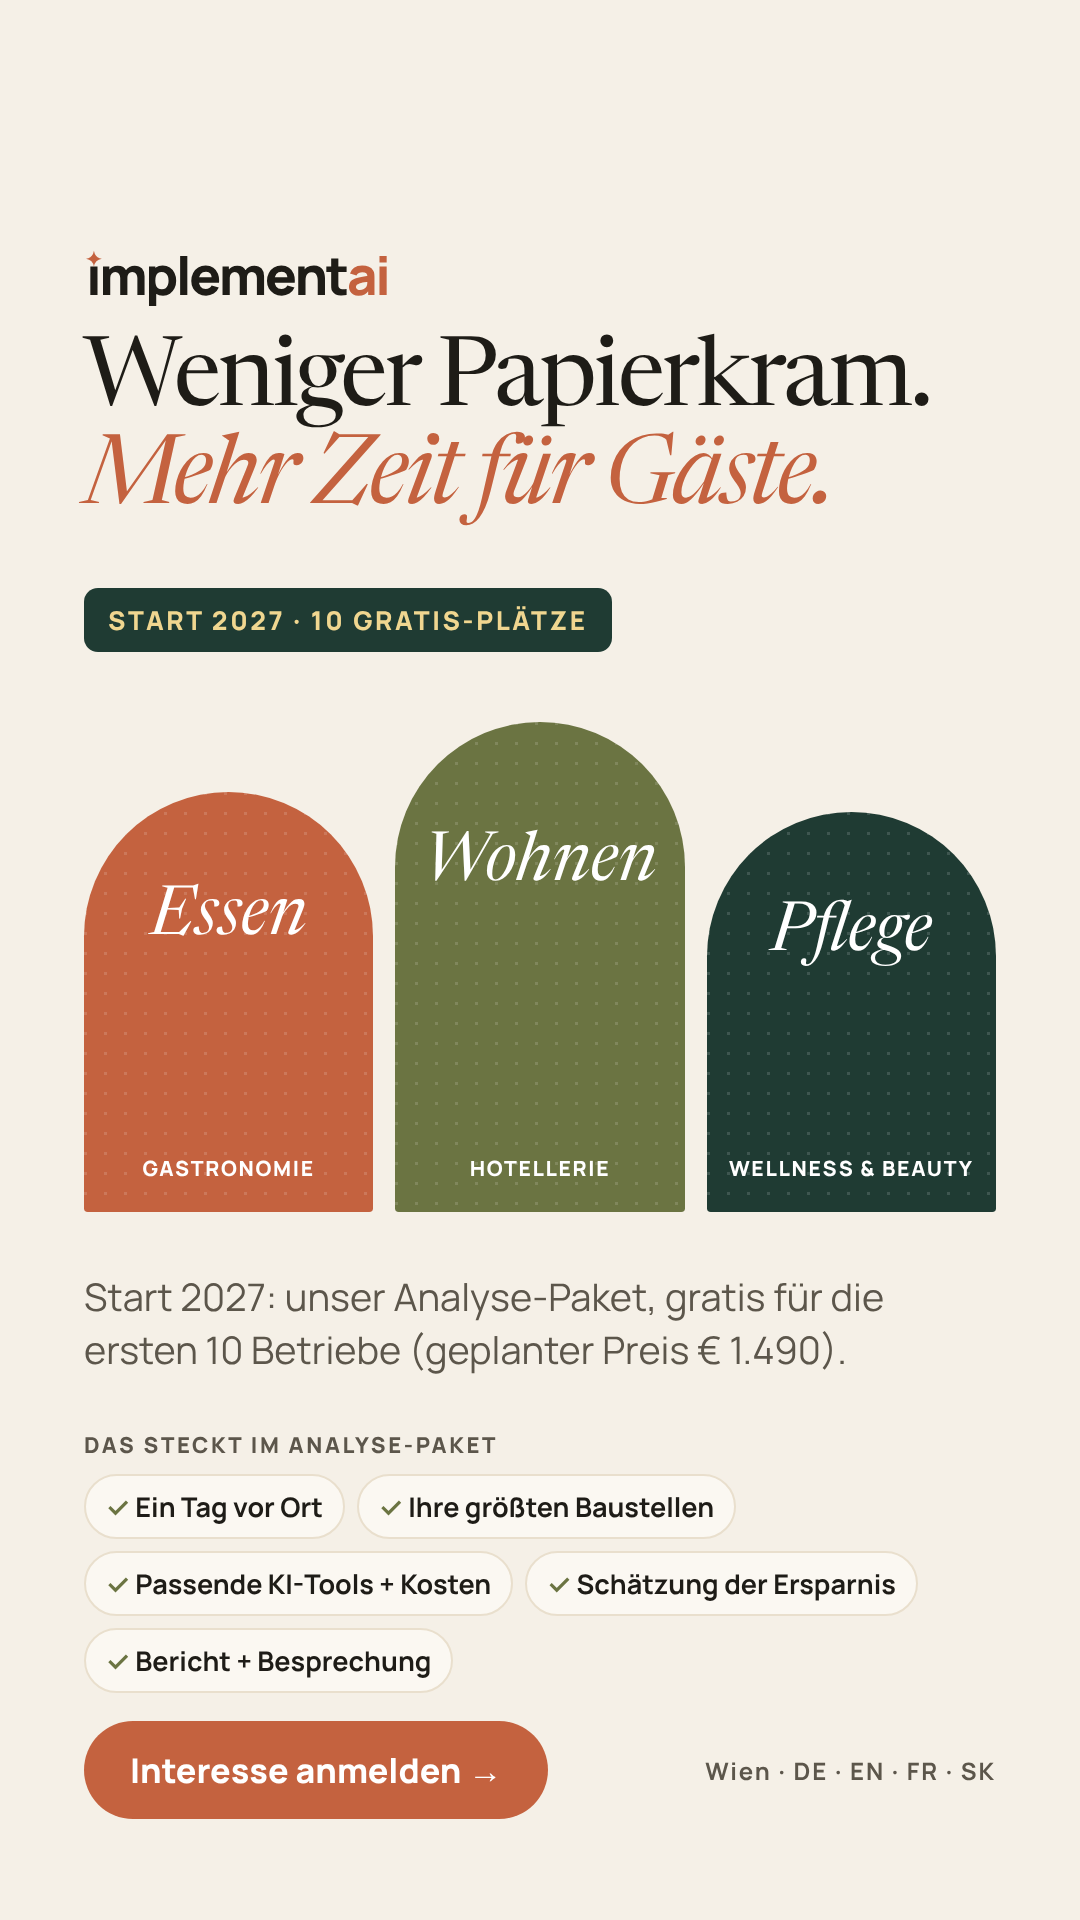 implementai
Weniger Papierkram.
Mehr Zeit für Gäste.
START 2027 · 10 GRATIS-PLÄTZE
Essen
GASTRONOMIE
Wohnen
HOTELLERIE
Pflege
WELLNESS & BEAUTY
Start 2027: unser Analyse-Paket, gratis für die
ersten 10 Betriebe (geplanter Preis € 1.490).
DAS STECKT IM ANALYSE-PAKET
✓ Ein Tag vor Ort
✓ Ihre größten Baustellen
✓ Passende KI-Tools + Kosten
✓ Schätzung der Ersparnis
✓ Bericht + Besprechung
Interesse anmelden →
Wien · DE · EN · FR · SK